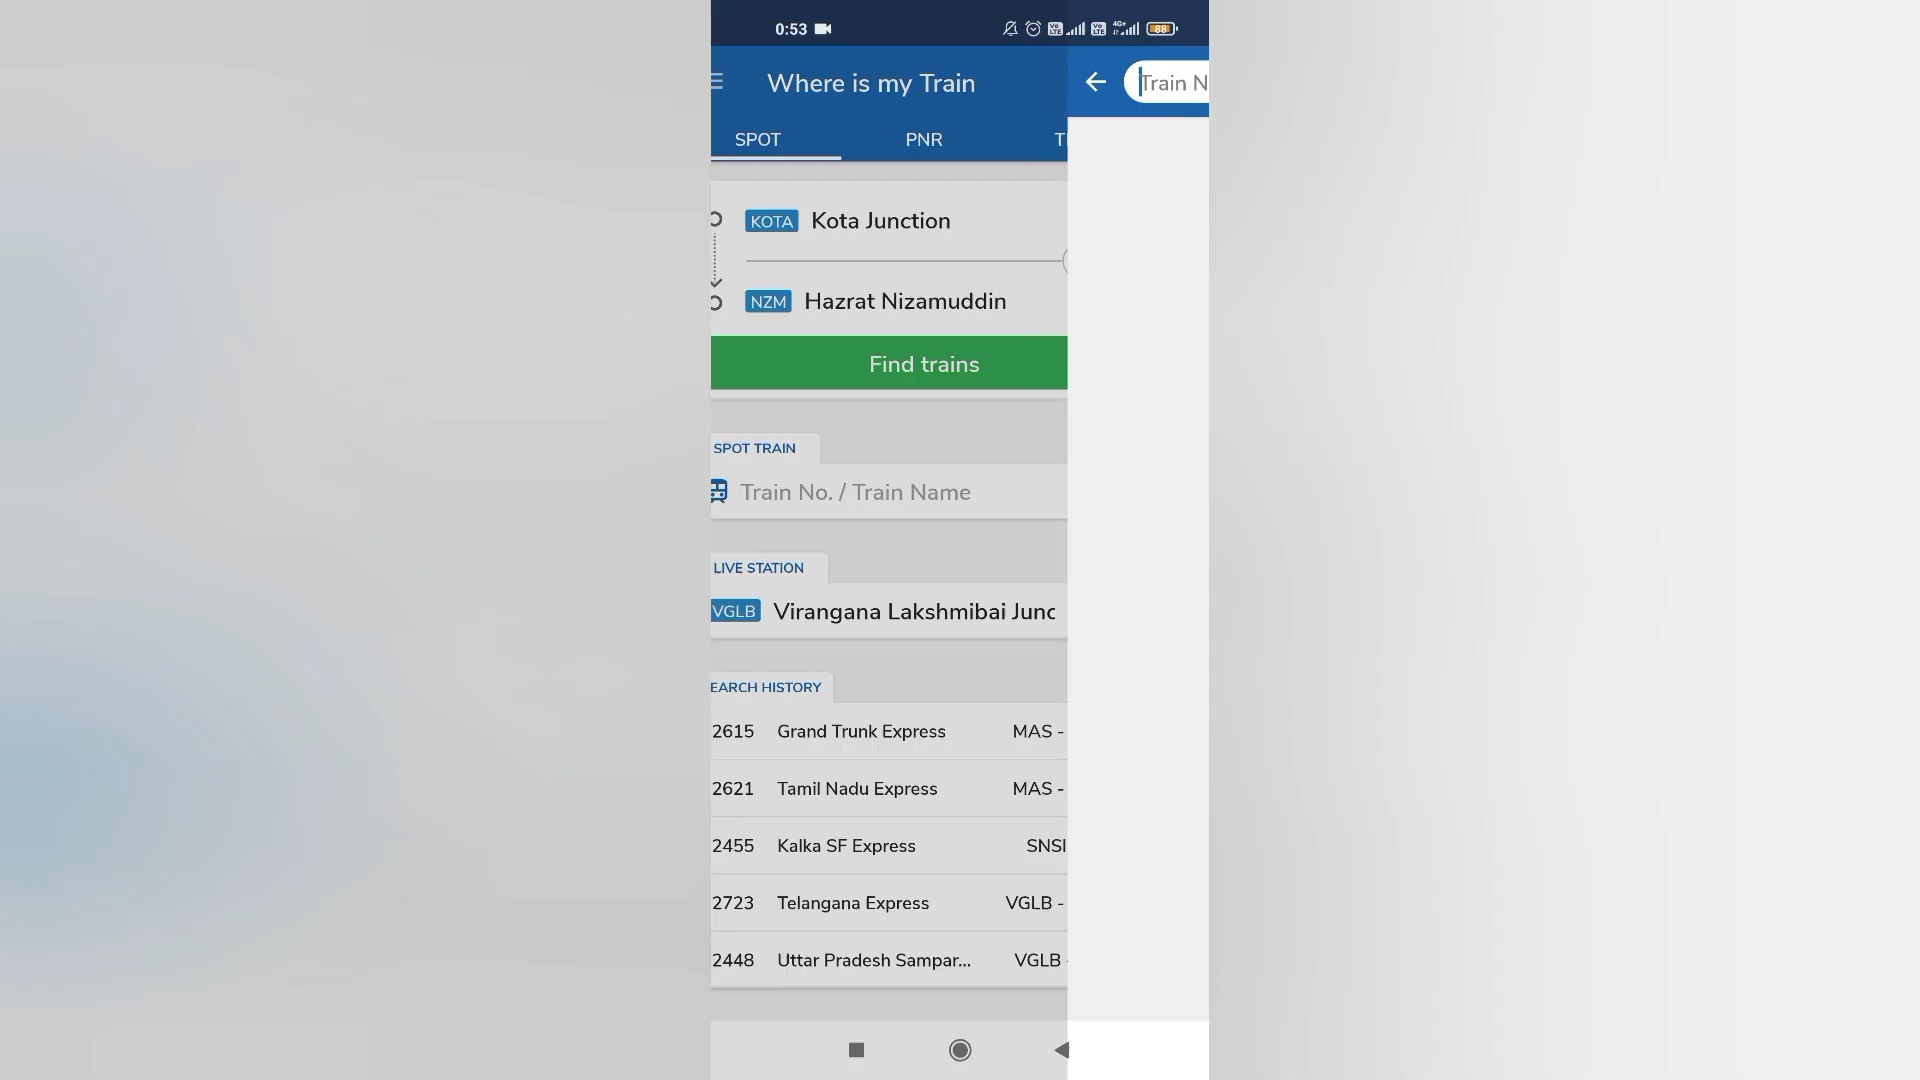 0:53
88
Where is my Train
Train N
SPOT PNR T
KOTA Kota Junction
NZM Hazrat Nizamuddin
Find trains
SPOT TRAIN
Train No. / Train Name
LIVE STATION
VGLB Virangana Lakshmibai Junc
EARCH HISTORY
2615 Grand Trunk Express MAS -
2621 Tamil Nadu Express MAS -
2455 Kalka SF Express SNSI
2723 Telangana Express VGLB -
2448 Uttar Pradesh Sampar... VGLB -